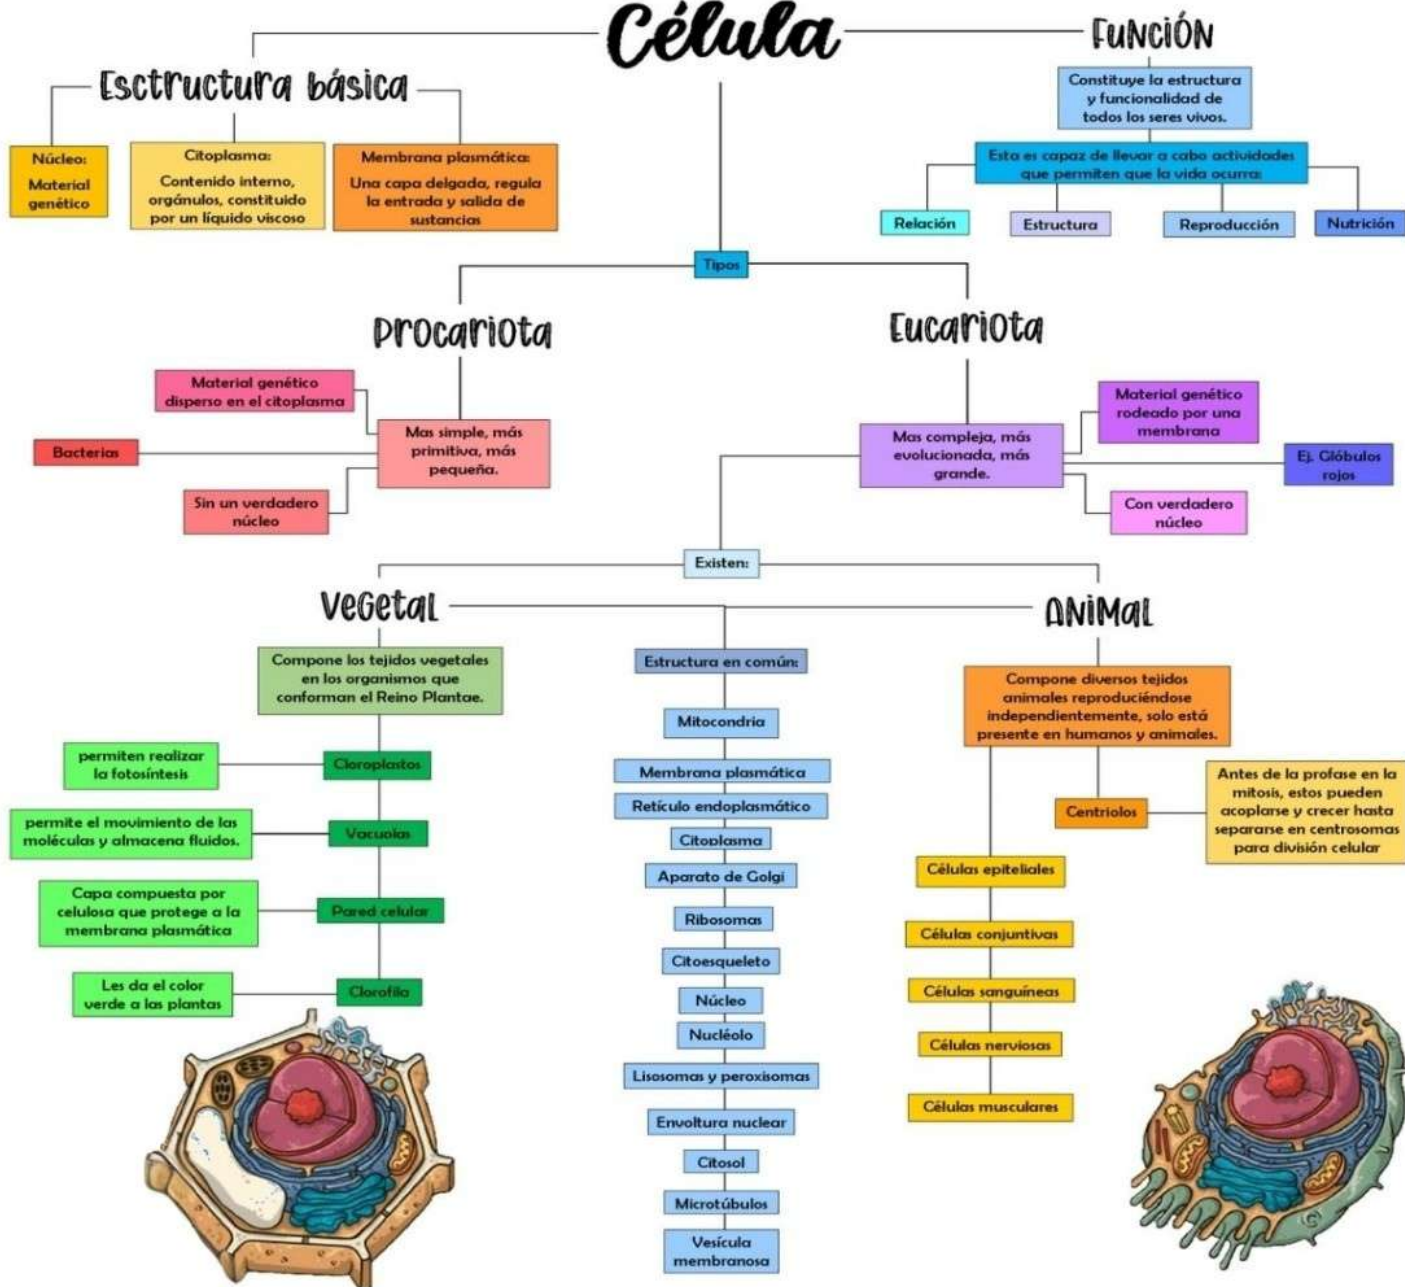 Célula
Esctructura básica
Función
Núcleo:
Material
genético
Citoplasma:
Contenido interno,
orgánulos, constituido
por un líquido viscoso
Membrana plasmática:
Una capa delgada, regula
la entrada y salida de
sustancias
Constituye la estructura
y funcionalidad de
todos los seres vivos.
Esta es capaz de llevar a cabo actividades
que permiten que la vida ocurra:
Relación
Estructura
Reproducción
Nutrición
Tipos
Procariota
Material genético
disperso en el citoplasma
Mas simple, más
primitiva, más
pequeña.
Bacterias
Sin un verdadero
núcleo
Eucariota
Material genético
rodeado por una
membrana
Mas compleja, más
evolucionada, más
grande.
Ej. Glóbulos
rojos
Con verdadero
núcleo
Existen:
Vegetal
Compone los tejidos vegetales
en los organismos que
conforman el Reino Plantae.
permiten realizar
la fotosíntesis
Cloroplastos
permite el movimiento de las
moléculas y almacena fluidos.
Vacuolas
Capa compuesta por
celulosa que protege a la
membrana plasmática
Pared celular
Les da el color
verde a las plantas
Clorofila
Estructura en común:
Mitocondria
Membrana plasmática
Retículo endoplasmático
Citoplasma
Aparato de Golgi
Ribosomas
Citoesqueleto
Núcleo
Nucléolo
Lisosomas y peroxisomas
Envoltura nuclear
Citosol
Microtúbulos
Vesícula
membranosa
Animal
Compone diversos tejidos
animales reproduciéndose
independientemente, solo está
presente en humanos y animales.
Centriolos
Antes de la profase en la
mitosis, estos pueden
acoplarse y crecer hasta
separarse en centrosomas
para división celular
Células epiteliales
Células conjuntivas
Células sanguíneas
Células nerviosas
Células musculares